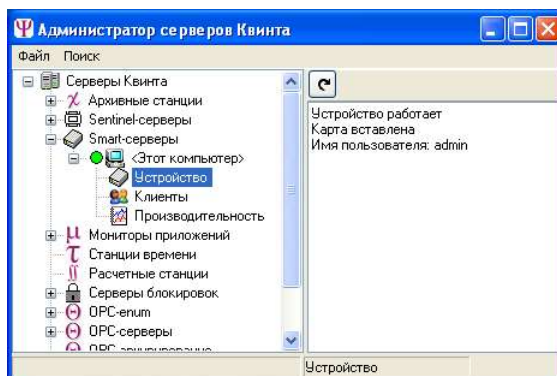 Администратор серверов Квинта
Файл Поиск
Серверы Квинта
Архивные станции
Sentinel-серверы
Smart-серверы
<Этот компьютер>
Устройство
Клиенты
Производительность
Мониторы приложений
Станции времени
Расчетные станции
Серверы блокировок
OPC-enum
OPC-серверы
OPC-архивирование
Устройство работает
Карта вставлена
Имя пользователя: admin
Устройство